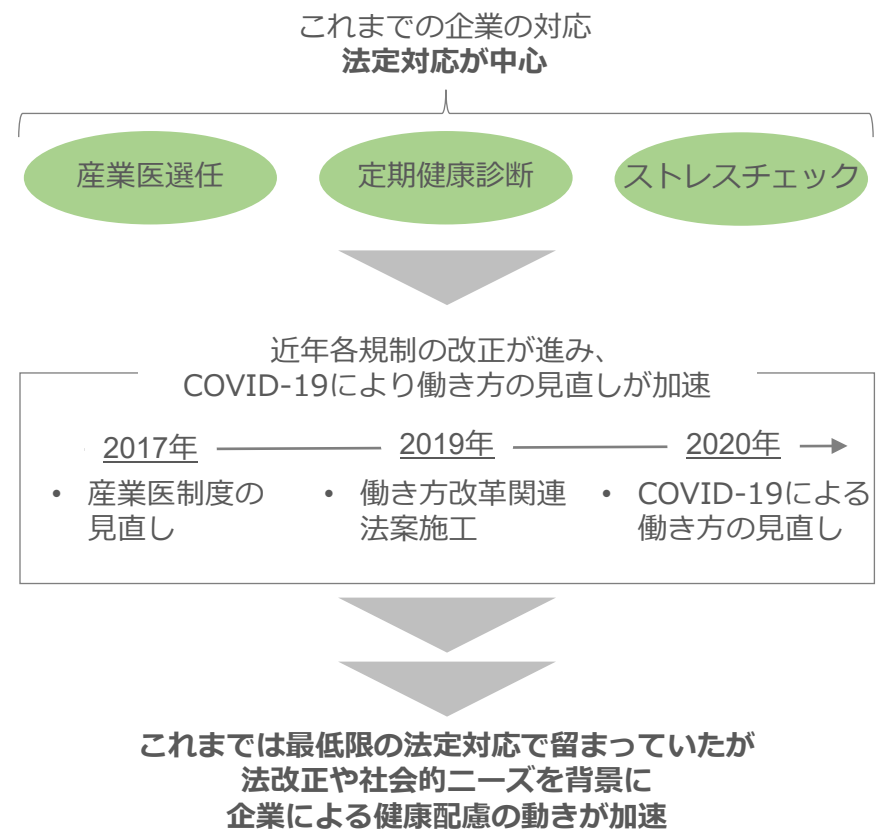 これまでの企業の対応
法定対応が中心
産業医選任
定期健康診断
ストレスチェック
近年各規制の改正が進み、
COVID-19により働き方の見直しが加速
2017年
2019年
2020年
• 産業医制度の
見直し
• 働き方改革関連
法案施工
• COVID-19による
働き方の見直し
これまでは最低限の法定対応で留まっていたが
法改正や社会的ニーズを背景に
企業による健康配慮の動きが加速